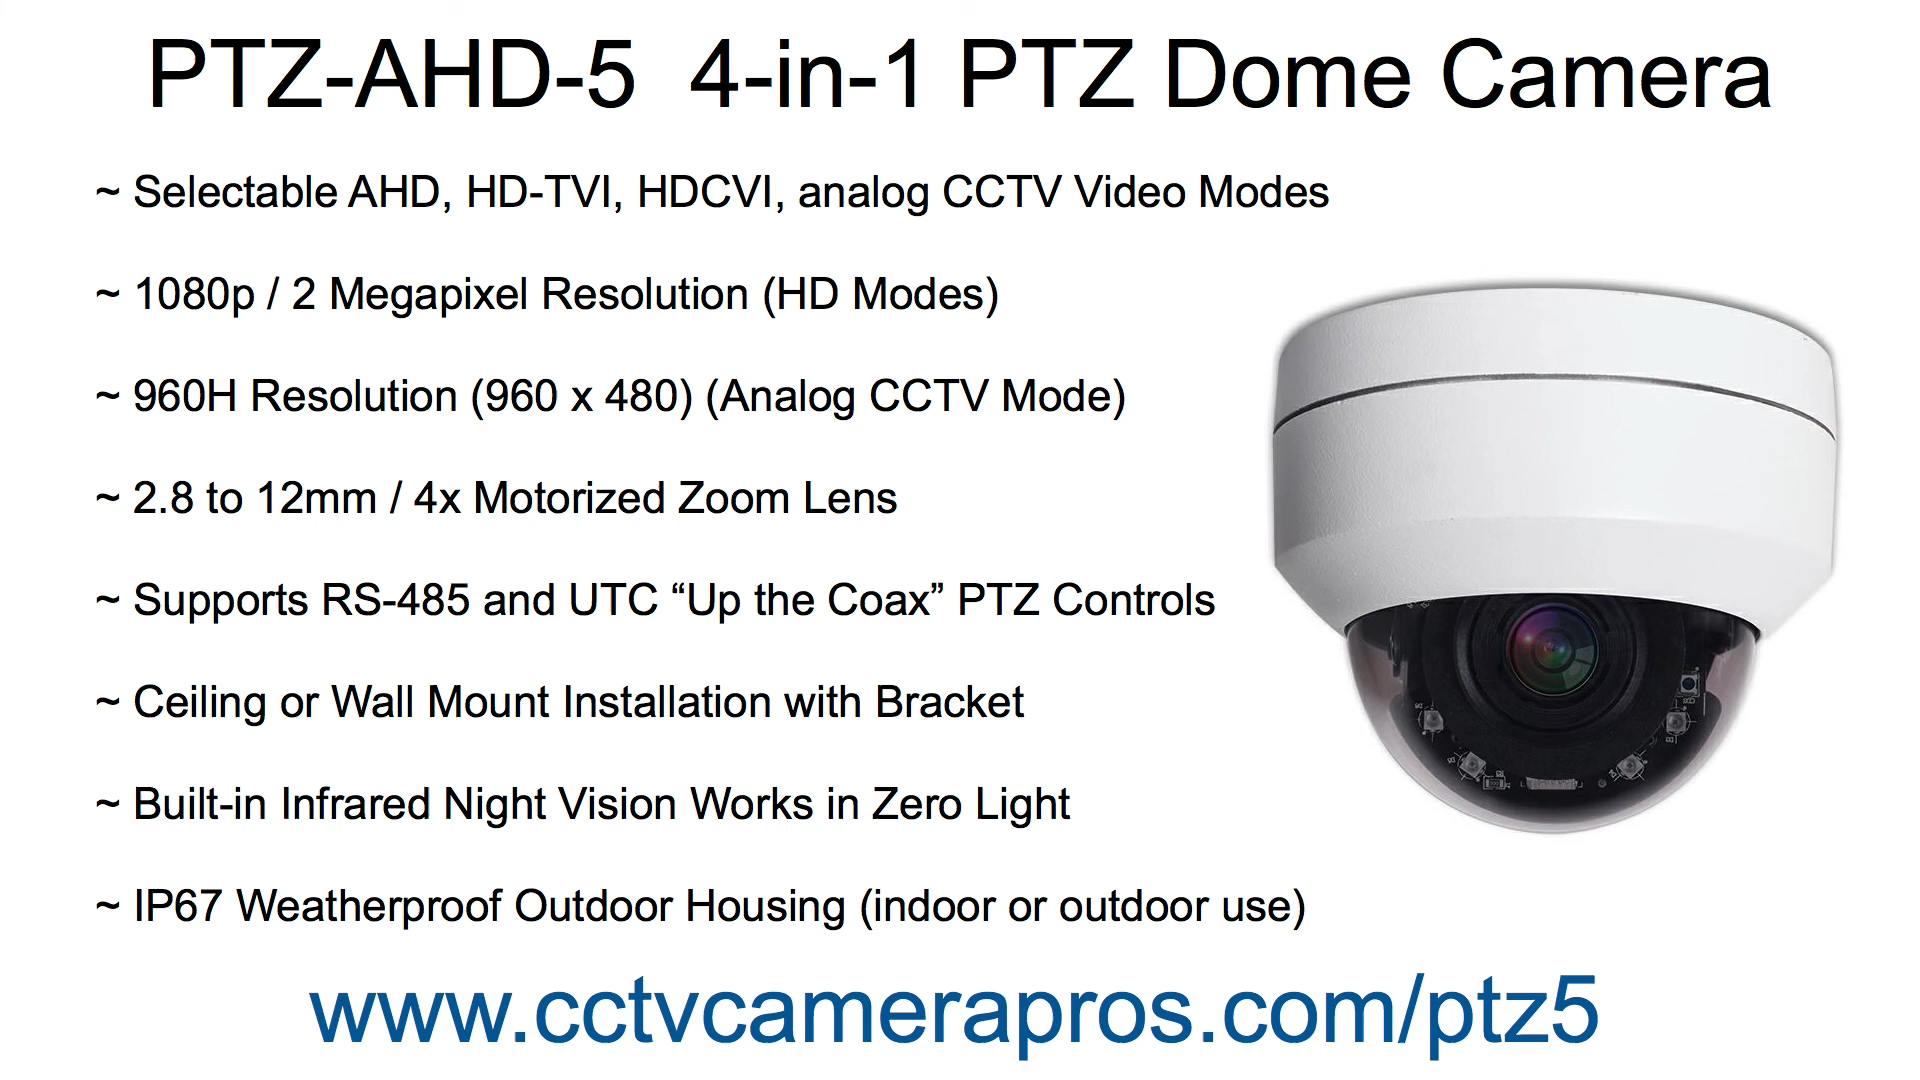 PTZ-AHD-5  4-in-1 PTZ Dome Camera
~ Selectable AHD, HD-TVI, HDCVI, analog CCTV Video Modes
~ 1080p / 2 Megapixel Resolution (HD Modes)
~ 960H Resolution (960 x 480) (Analog CCTV Mode)
~ 2.8 to 12mm / 4x Motorized Zoom Lens
~ Supports RS-485 and UTC “Up the Coax” PTZ Controls
~ Ceiling or Wall Mount Installation with Bracket
~ Built-in Infrared Night Vision Works in Zero Light
~ IP67 Weatherproof Outdoor Housing (indoor or outdoor use)
www.cctvcamerapros.com/ptz5